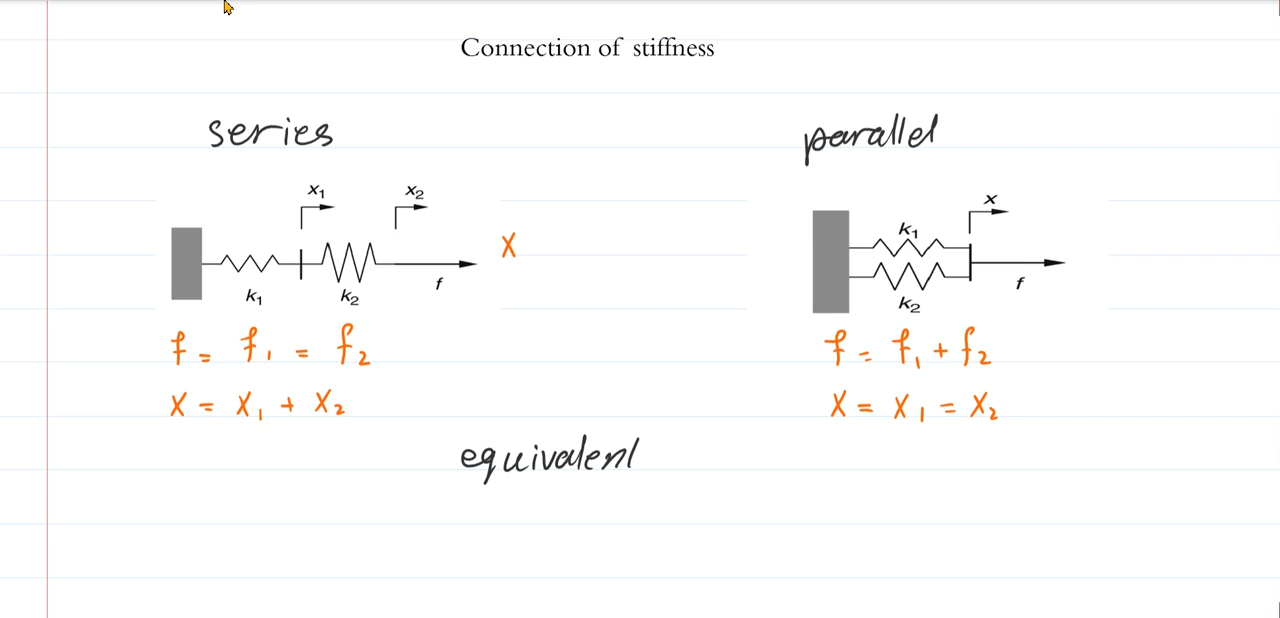 Connection of stiffness
series
parallel
x1
x2
x
X
k1
k2
f
k1
k2
f
f = f1 = f2
X = X1 + X2
f = f1 + f2
X = X1 = X2
equivalent